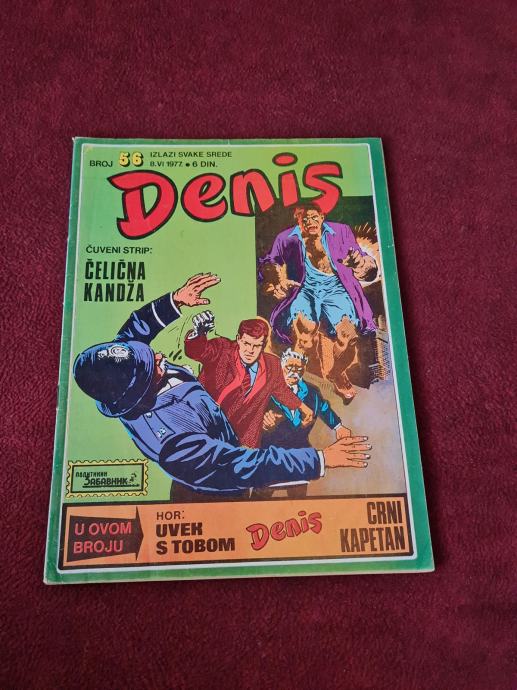 BROJ 56 IZLAZI SVAKE SREDE
8.VI 1977. • 6 DIN.
Denis
ČUVENI STRIP:
ČELIČNA
KANDŽA
ПОЛИТИКИН
ЗАБАВНИК
U OVOM
BROJU
HOR:
UVEK
S TOBOM
Denis
CRNI
KAPETAN